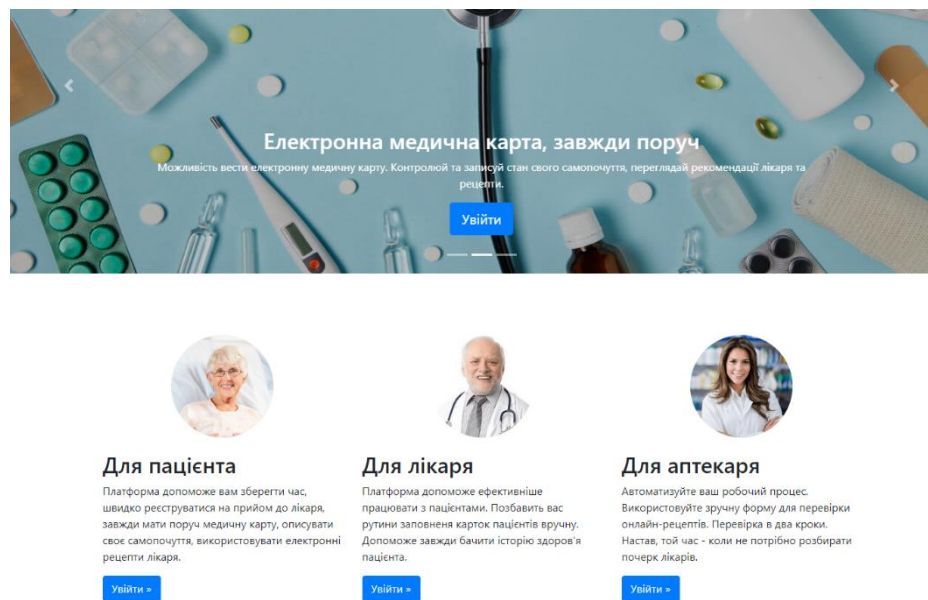 Електронна медична карта, завжди поруч
Можливість вести електронну медичну карту. Контролюй та записуй стан свого самопочуття, переглядай рекомендації лікаря та
рецепти.
Увійти
Для пацієнта
Платформа допоможе вам зберегти час,
швидко реєструватися на прийом до лікаря,
завжди мати поруч медичну карту, описувати
своє самопочуття, використовувати електронні
рецепти лікаря.
Увійти »
Для лікаря
Платформа допоможе ефективніше
працювати з пацієнтами. Позбавить вас
рутини заповненя карток пацієнтів вручну.
Допоможе завжди бачити історію здоров'я
пацієнта.
Увійти »
Для аптекаря
Автоматизуйте ваш робочий процес.
Використовуйте зручну форму для перевірки
онлайн-рецептів. Перевірка в два кроки.
Настав, той час - коли не потрібно розбирати
почерк лікарів.
Увійти »